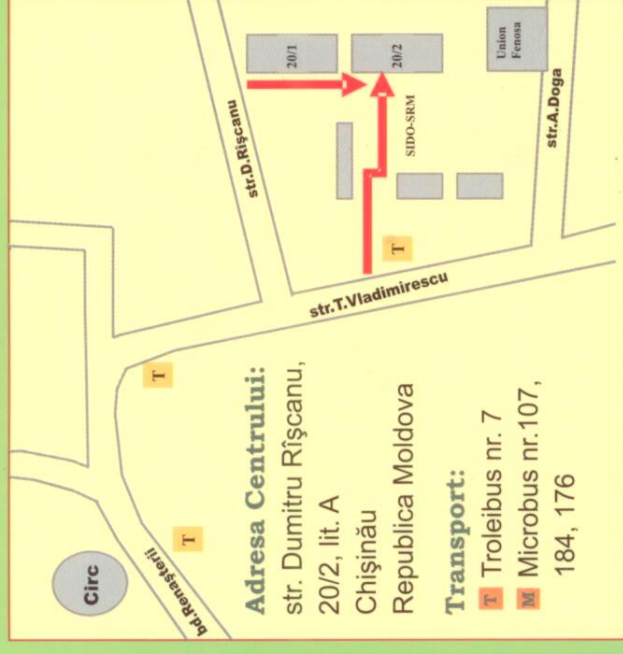 Circ
bd.Renaşterii
T
T
str.D.Rîşcanu
20/1
20/2
SIDO-SRM
T
str.T.Vladimirescu
Union
Fenosa
str.A.Doga
Adresa Centrului:
str. Dumitru Rîşcanu,
20/2, lit. A
Chişinău
Republica Moldova
Transport:
T Troleibus nr. 7
M Microbus nr.107,
184, 176